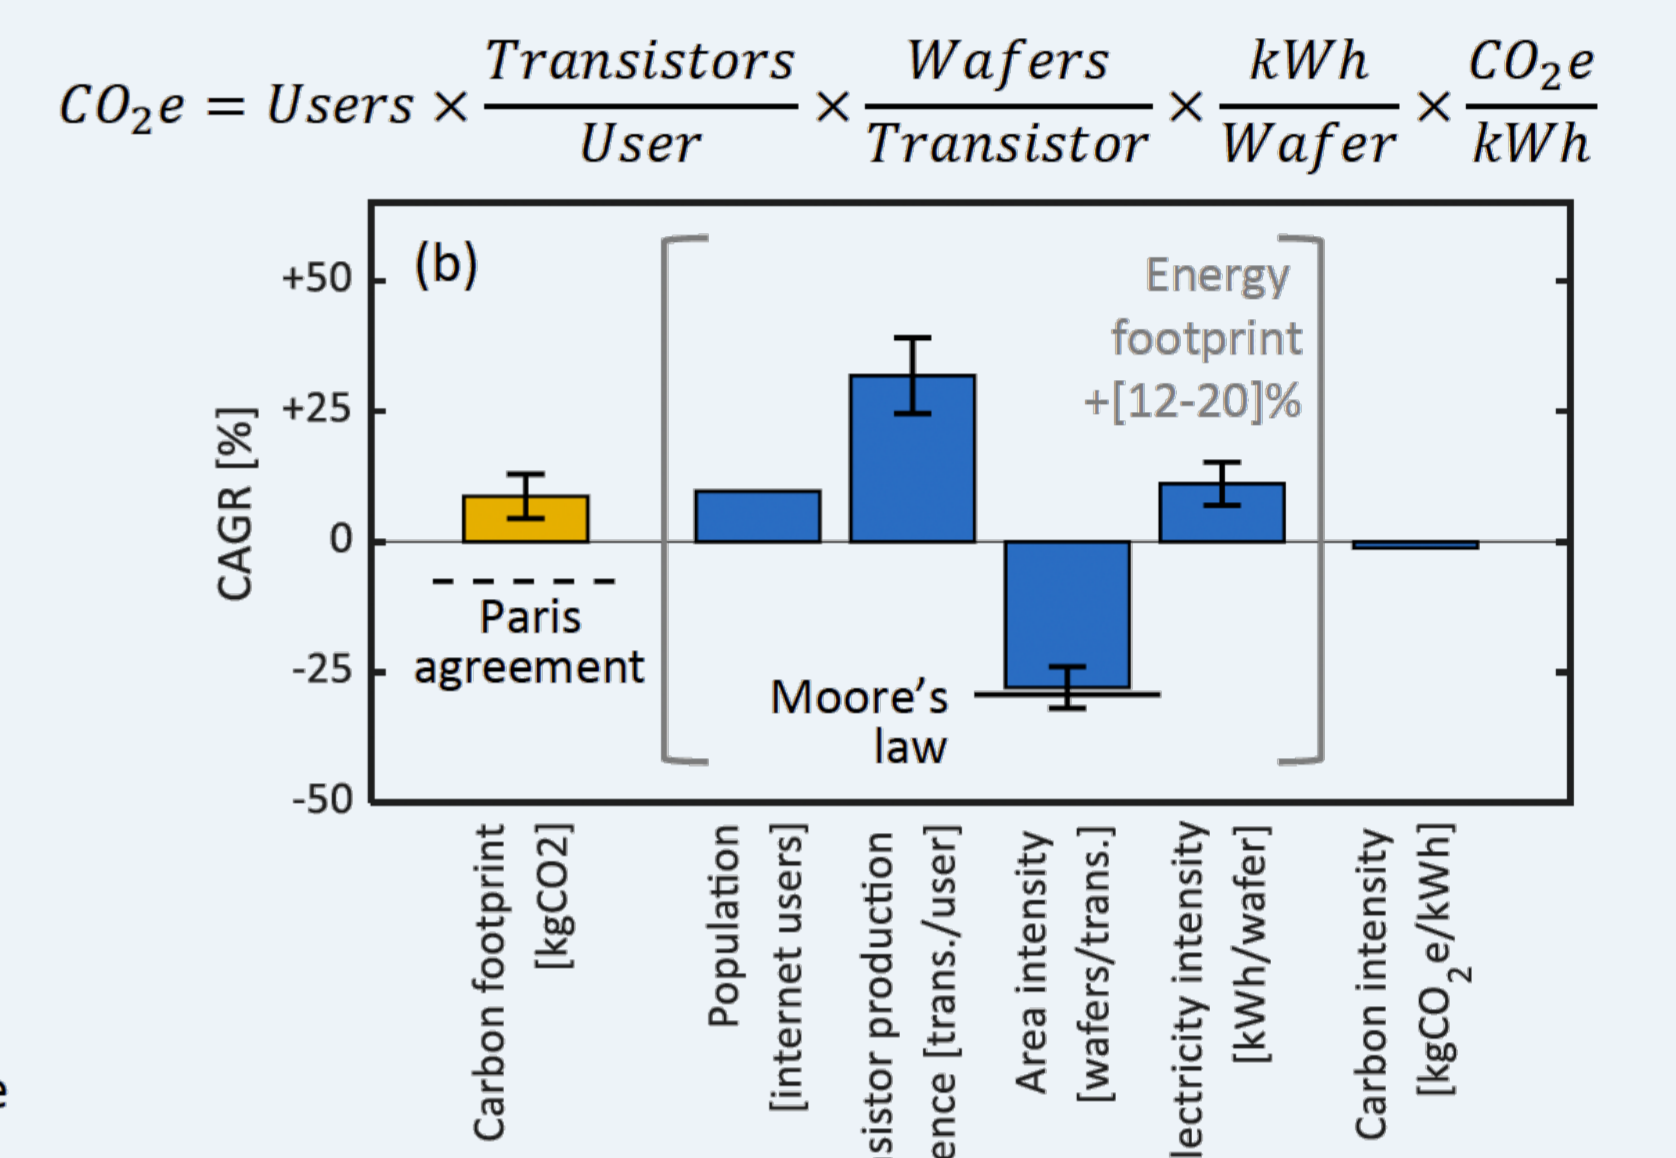 CO₂e = Users × Transistors/User × Wafers/Transistor × kWh/Wafer × CO₂e/kWh
(b)
Energy
footprint
+[12-20]%
CAGR [%]
+50
+25
0
-25
-50
Paris
agreement
Moore's
law
Carbon footprint
[kgCO2]
Population
[internet users]
production
[trans./user]
Area intensity
[wafers/trans.]
intensity
[kWh/wafer]
Carbon intensity
[kgCO₂e/kWh]